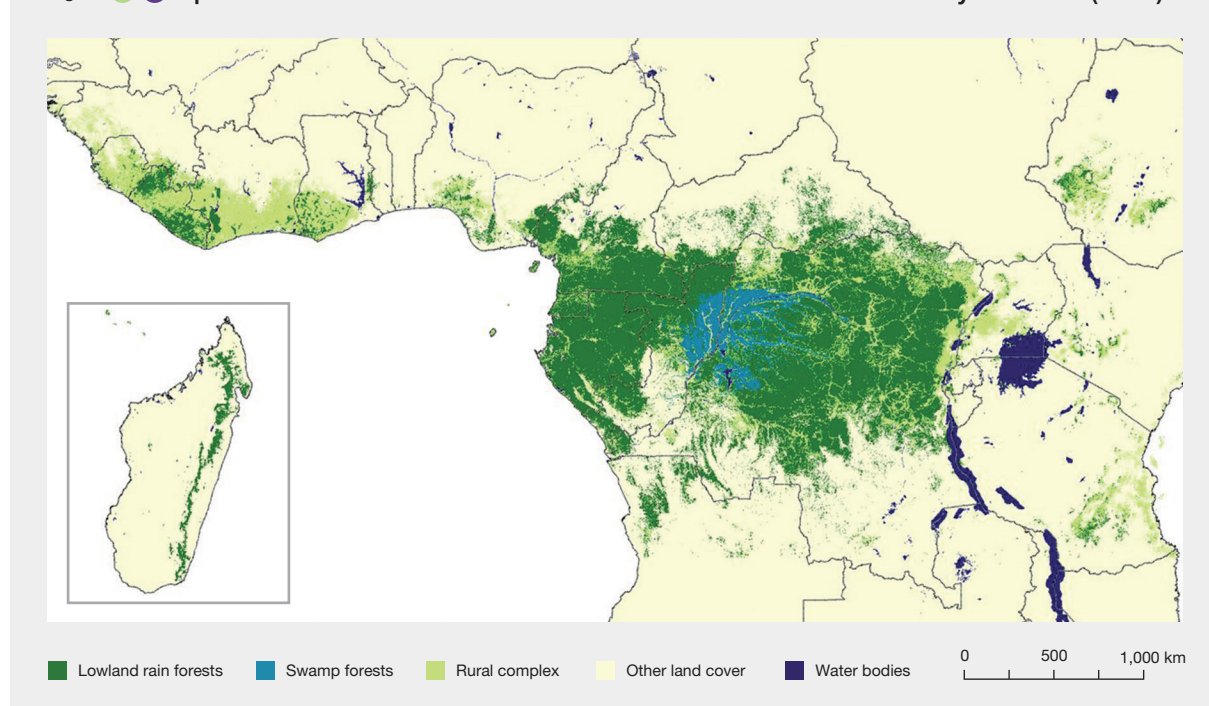 Lowland rain forests
Swamp forests
Rural complex
Other land cover
Water bodies
0 500 1,000 km